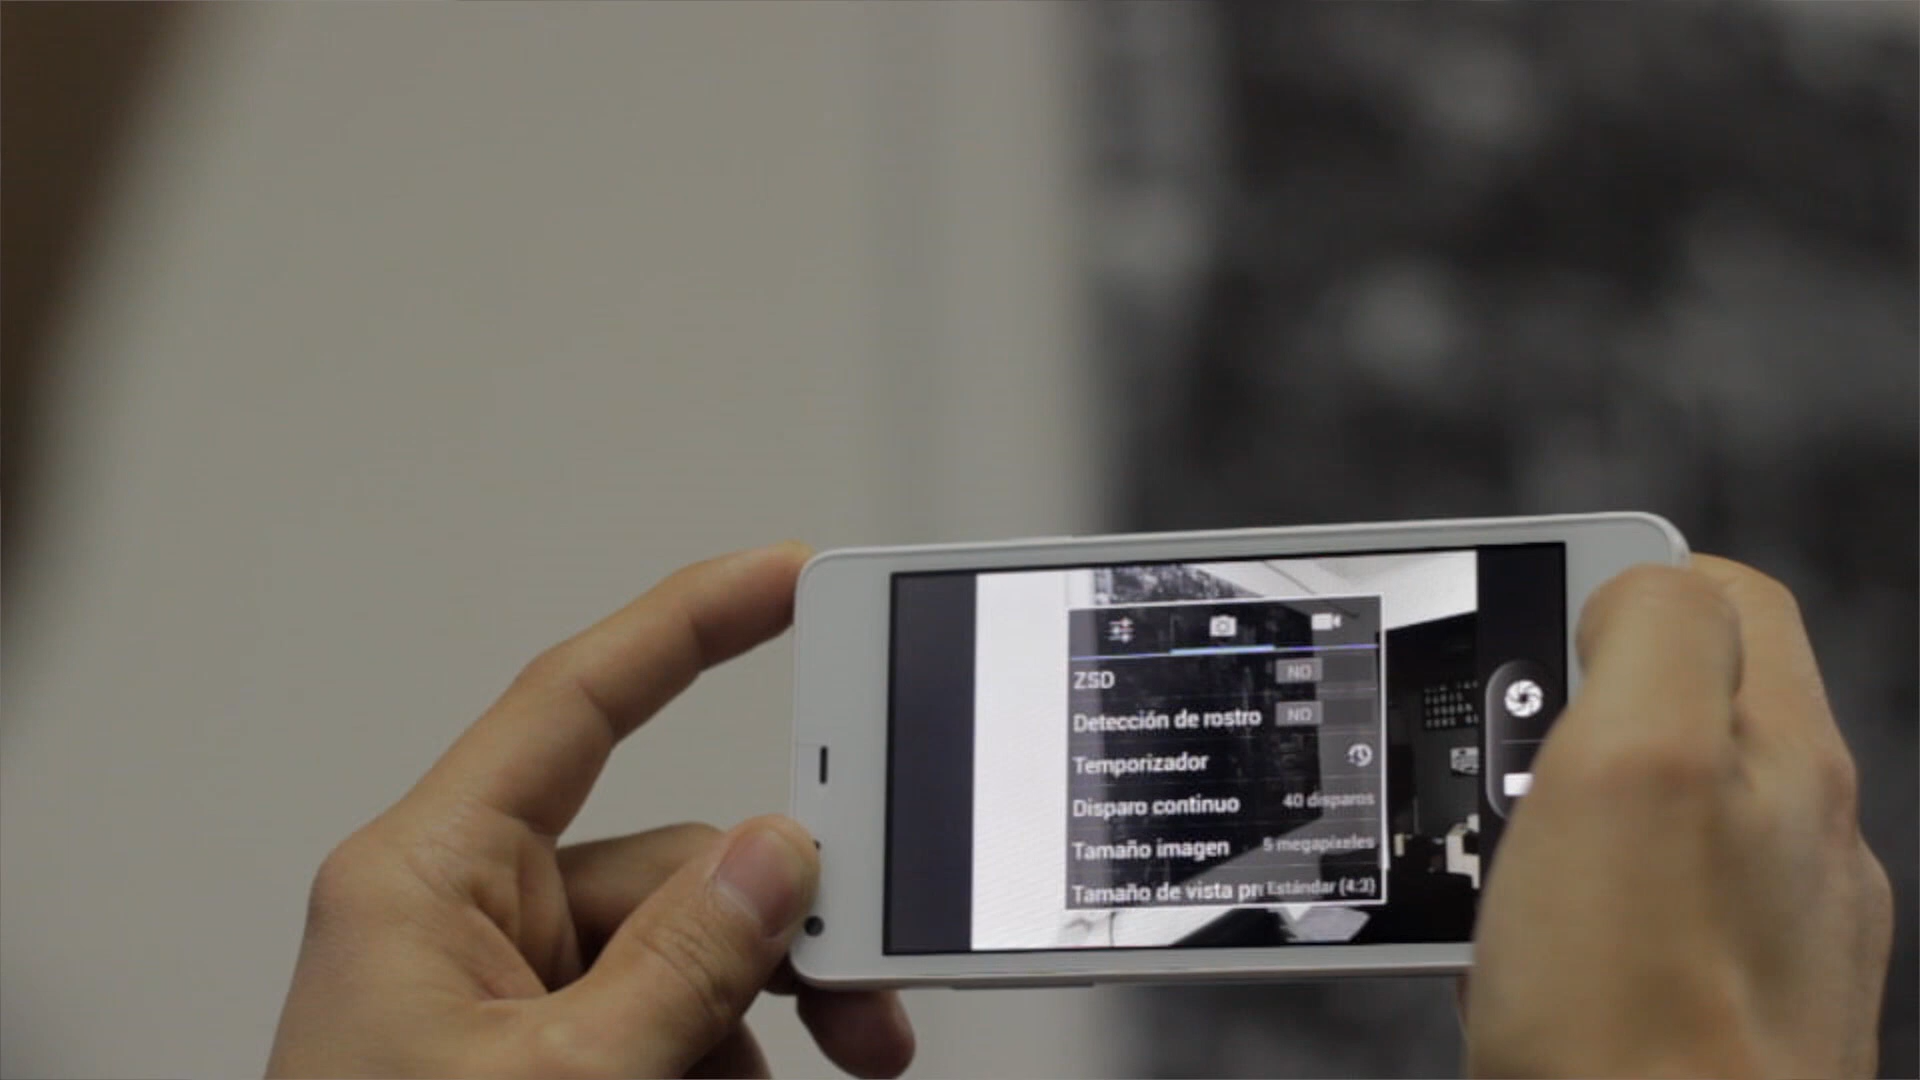 ZSD NO
Detección de rostro NO
Temporizador
Disparo continuo 40 disparos
Tamaño imagen 5 megapíxeles
Tamaño de vista pr Estándar (4:3)